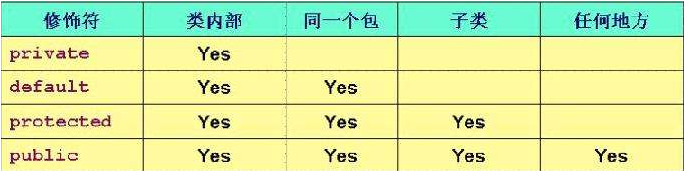 修饰符 类内部 同一个包 子类 任何地方
private Yes
default Yes Yes
protected Yes Yes Yes
public Yes Yes Yes Yes